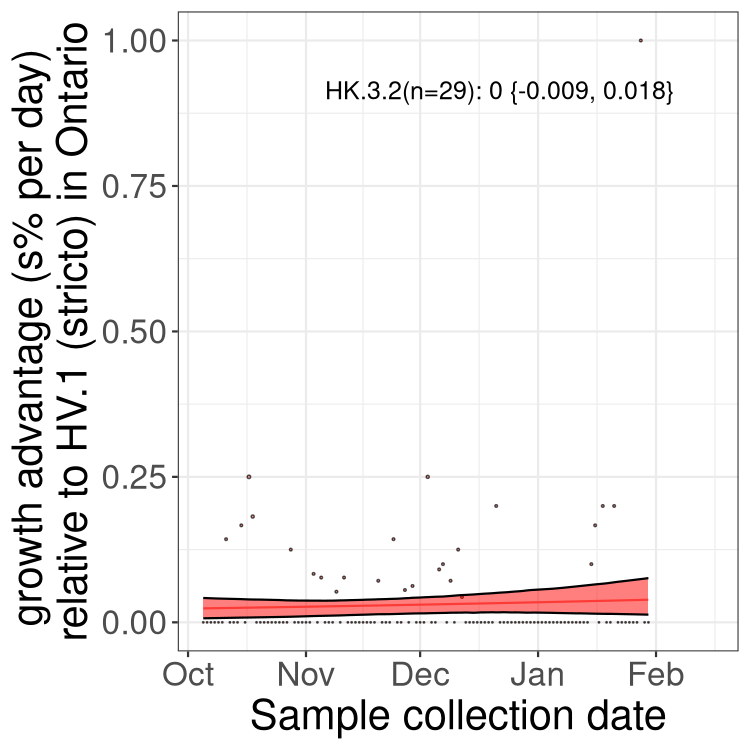 growth advantage (s% per day)
relative to HV.1 (stricto) in Ontario
1.00
0.75
0.50
0.25
0.00
HK.3.2(n=29): 0 {-0.009, 0.018}
Oct Nov Dec Jan Feb
Sample collection date